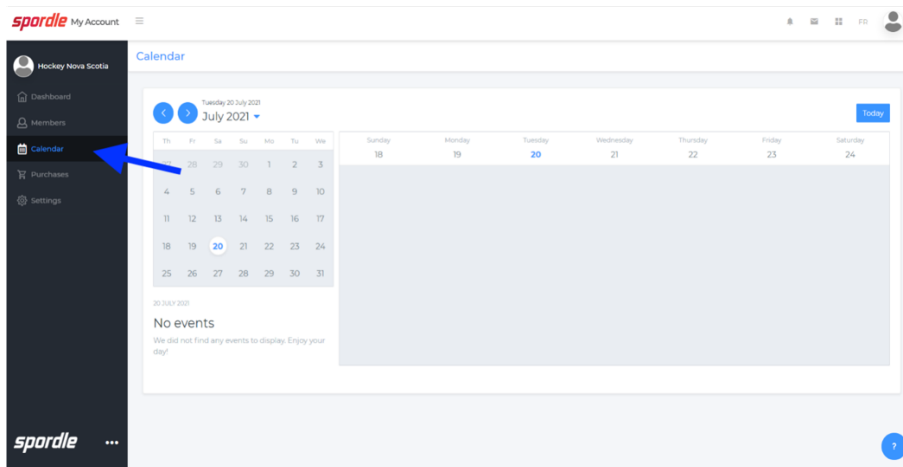 spordle My Account
FR
Hockey Nova Scotia
Dashboard
Members
Calendar
Purchases
Settings
spordle
Calendar
Tuesday 20 July 2021
July 2021
Today
Th Fr Sa Su Mo Tu We
27 28 29 30 1 2 3
4 5 6 7 8 9 10
11 12 13 14 15 16 17
18 19 20 21 22 23 24
25 26 27 28 29 30 31
20 JULY 2021
No events
We did not find any events to display. Enjoy your
day!
Sunday Monday Tuesday Wednesday Thursday Friday Saturday
18 19 20 21 22 23 24
?